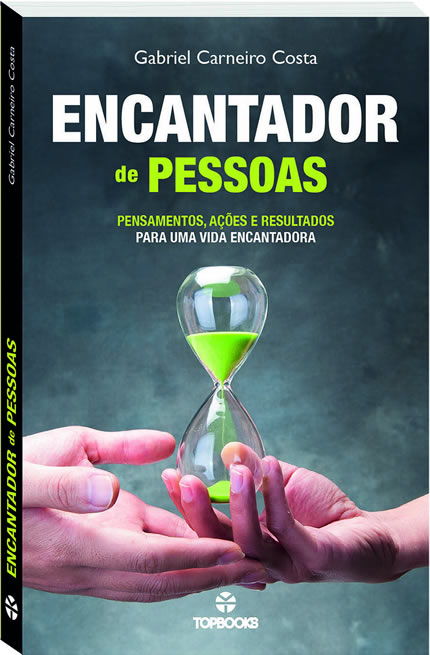 Gabriel Carneiro Costa
ENCANTADOR
de PESSOAS
PENSAMENTOS, AÇÕES E RESULTADOS
PARA UMA VIDA ENCANTADORA
TOPBOOKS
Gabriel Carneiro Costa
ENCANTADOR de PESSOAS